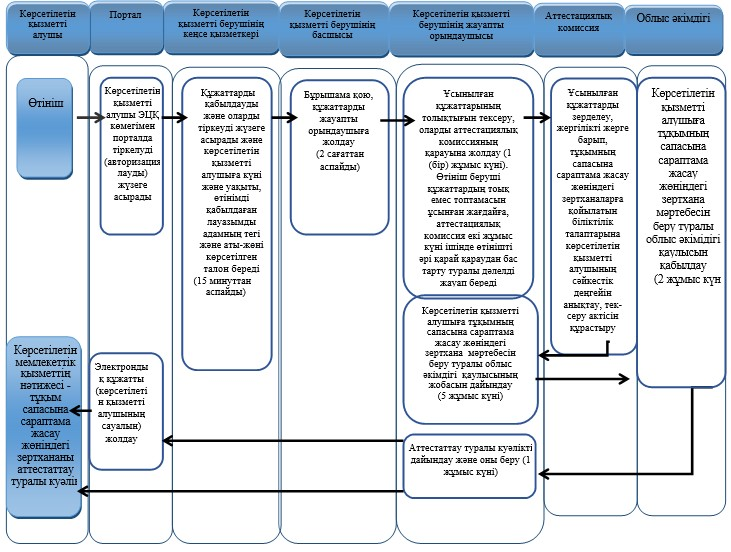 Көрсетілетін
қызметті
алушы
Портал
Көрсетілетін
қызметті берушінің
кеңсе қызметкері
Көрсетілетін
қызметті берушінің
басшысы
Көрсетілетін қызметті
берушінің жауапты
орындаушысы
Аттестациялық
комиссия
Облыс әкімдігі
Өтініш
Көрсетілетін
қызметті
алушы ЭЦҚ
көмегімен
порталда
тіркелуді
(авторизация
лауды)
жүзеге
асырады
Құжаттарды
қабылдауды
және оларды
тіркеуді жүзеге
асырады және
көрсетілетін
қызметті
алушыға күні
және уақыты,
өтінімді
қабылдаған
лауазымды
адамның тегі
және аты-жөні
көрсетілген
талон береді
(15 минуттан
аспайды)
Бұрышама қою,
құжаттарды
жауапты
орындаушыға
жолдау
(2 сағаттан
аспайды)
Ұсынылған
құжаттарының
толықтығын тексеру,
оларды аттестациялық
комиссияның
қарауына жолдау (1
(бір) жұмыс күні).
Өтініш беруші
құжаттардың тоық
емес топтамасын
ұсынған жағдайға,
аттестациялық
комиссия екі жұмыс
күні ішінде өтінішті
әрі қарай қараудан бас
тарту туралы дәлелді
жауап береді
Ұсынылған
құжаттарды
зерделеу,
жергілікті жерге
барып,
тұқымның
сапасына
сараптама жасау
жөніндегі
зертханаларға
қойылатын
біліктілік
талаптарына
көрсетілетін
қызметті
алушының
сәйкестік
деңгейін
анықтау, тек-
серу актісін
құрастыру
Көрсетілетін
қызметті
алушыға
тұқымның
сапасына
сараптама
жасау
жөніндегі
зертхана
мәртебесін
беру туралы
облыс әкімдігі
қаулысын
қабылдау
(2 жұмыс күн
Көрсетілетін қызметті
алушыға тұқымның
сапасына сараптама
жасау жөніндегі
зертхана мәртебесін
беру туралы облыс
әкімдігі қаулысының
жобасын дайындау
(5 жұмыс күні)
Көрсетілетін
мемлекеттік
қызметтің
нәтижесі -
тұқым
сапасына
сараптама
жасау
жөніндегі
зертхананы
аттестаттау
туралы куәлі
Электронды
қ құжатты
(көрсетілеті
н қызметті
алушының
сауалын)
жолдау
Аттестаттау туралы куәлікті
дайындау және оны беру (1
жұмыс күні)